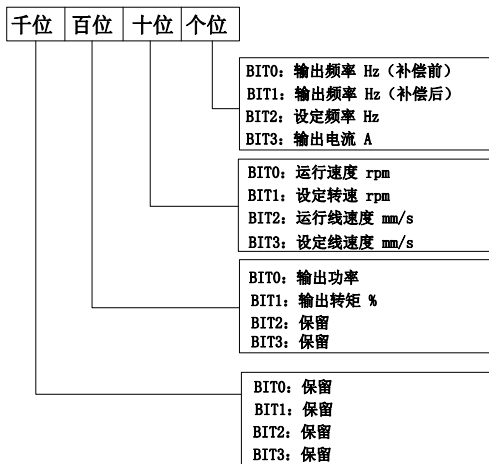 千位 百位 十位 个位
BIT0：输出频率 Hz（补偿前）
BIT1：输出频率 Hz（补偿后）
BIT2：设定频率 Hz
BIT3：输出电流 A
BIT0：运行速度 rpm
BIT1：设定转速 rpm
BIT2：运行线速度 mm/s
BIT3：设定线速度 mm/s
BIT0：输出功率
BIT1：输出转矩 %
BIT2：保留
BIT3：保留
BIT0：保留
BIT1：保留
BIT2：保留
BIT3：保留